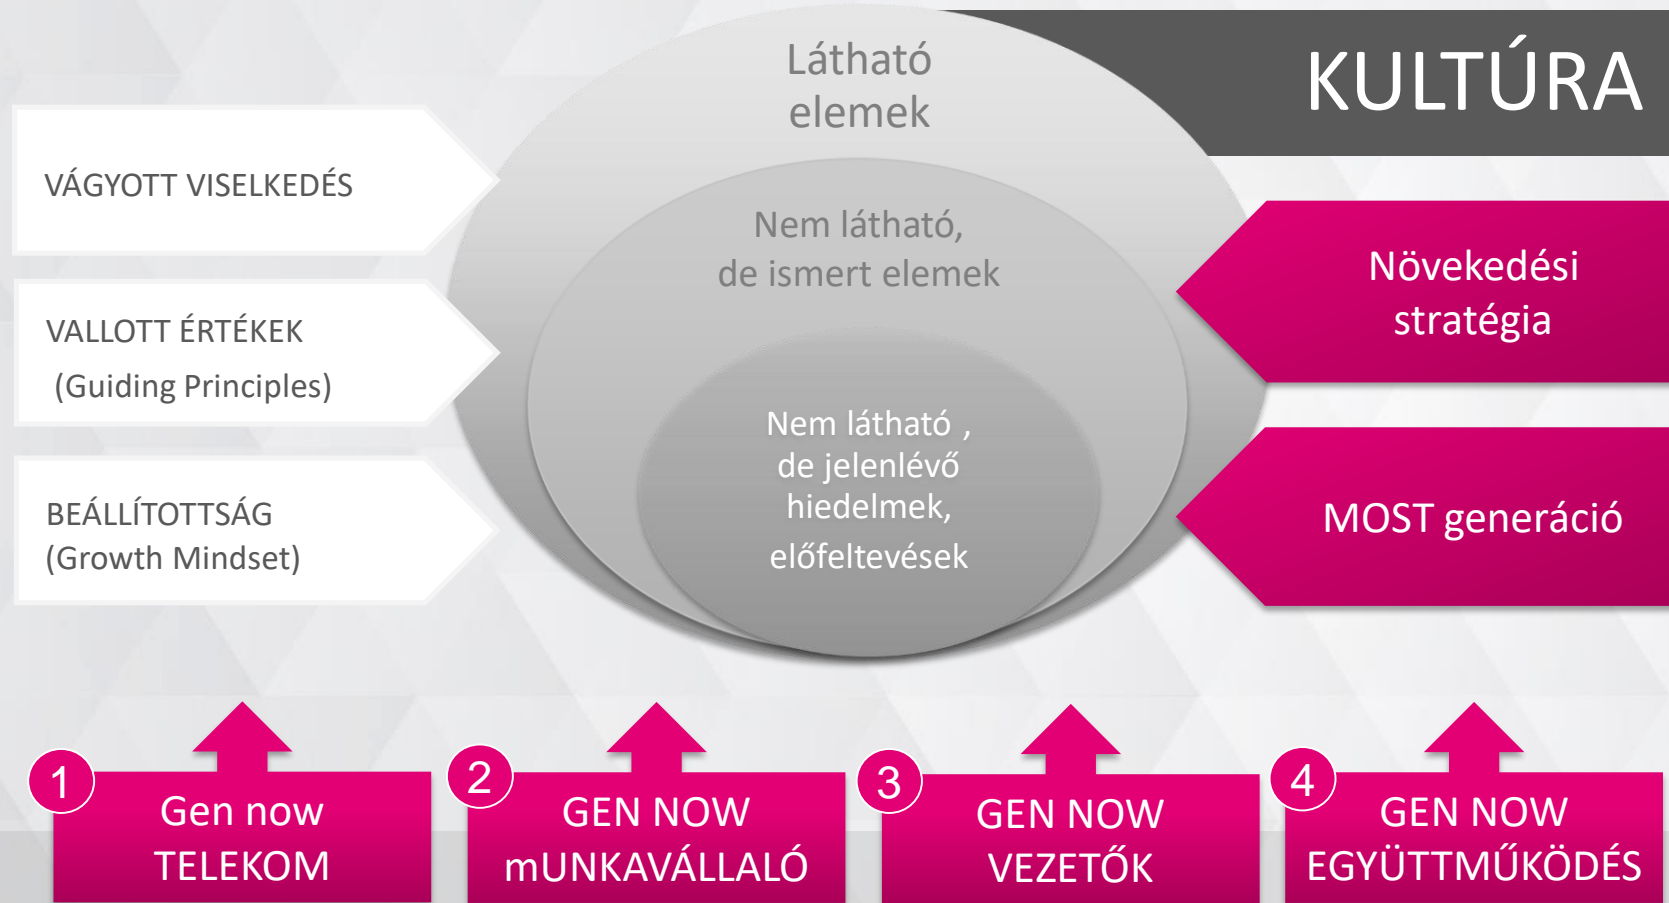 KULTÚRA
Látható
elemek
Nem látható,
de ismert elemek
Nem látható ,
de jelenlévő
hiedelmek,
előfeltevések
VÁGYOTT VISELKEDÉS
VALLOTT ÉRTÉKEK
(Guiding Principles)
BEÁLLÍTOTTSÁG
(Growth Mindset)
Növekedési
stratégia
MOST generáció
1
Gen now
TELEKOM
2
GEN NOW
mUNKAVÁLLALÓ
3
GEN NOW
VEZETŐK
4
GEN NOW
EGYÜTTMŰKÖDÉS